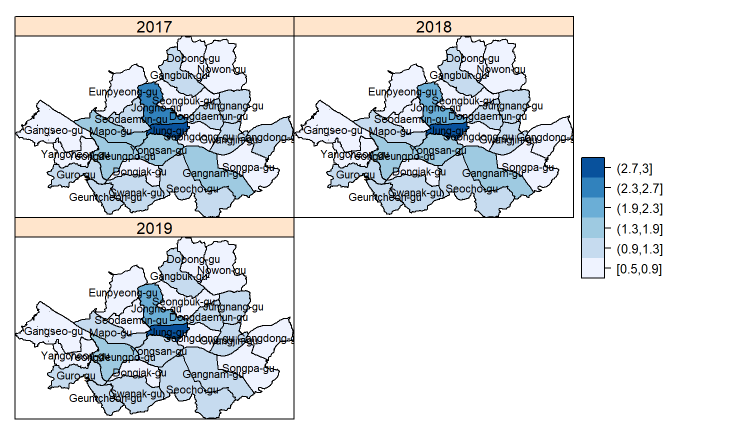 2017
Dobong-gu
Nowon-gu
Gangbuk-gu
Eunpyeong-gu
Seongbuk-gu
Jongno-gu
Jungnang-gu
Seodaemun-gu
Dongdaemun-gu
Gangseo-gu
Mapo-gu
Jung-gu
Seongdong-gu
Gwangjin-gu
Gangdong-gu
Yongsan-gu
Yangcheon-gu
Yeongdeungpo-gu
Songpa-gu
Guro-gu
Dongjak-gu
Gangnam-gu
Gwanak-gu
Seocho-gu
Geumcheon-gu
2018
Dobong-gu
Nowon-gu
Gangbuk-gu
Eunpyeong-gu
Seongbuk-gu
Jongno-gu
Jungnang-gu
Seodaemun-gu
Dongdaemun-gu
Gangseo-gu
Mapo-gu
Jung-gu
Seongdong-gu
Gwangjin-gu
Gangdong-gu
Yongsan-gu
Yangcheon-gu
Yeongdeungpo-gu
Songpa-gu
Guro-gu
Dongjak-gu
Gangnam-gu
Gwanak-gu
Seocho-gu
Geumcheon-gu
2019
Dobong-gu
Nowon-gu
Gangbuk-gu
Eunpyeong-gu
Seongbuk-gu
Jongno-gu
Jungnang-gu
Seodaemun-gu
Dongdaemun-gu
Gangseo-gu
Mapo-gu
Jung-gu
Seongdong-gu
Gwangjin-gu
Gangdong-gu
Yongsan-gu
Yangcheon-gu
Yeongdeungpo-gu
Songpa-gu
Guro-gu
Dongjak-gu
Gangnam-gu
Gwanak-gu
Seocho-gu
Geumcheon-gu
(2.7,3]
(2.3,2.7]
(1.9,2.3]
(1.3,1.9]
(0.9,1.3]
[0.5,0.9]